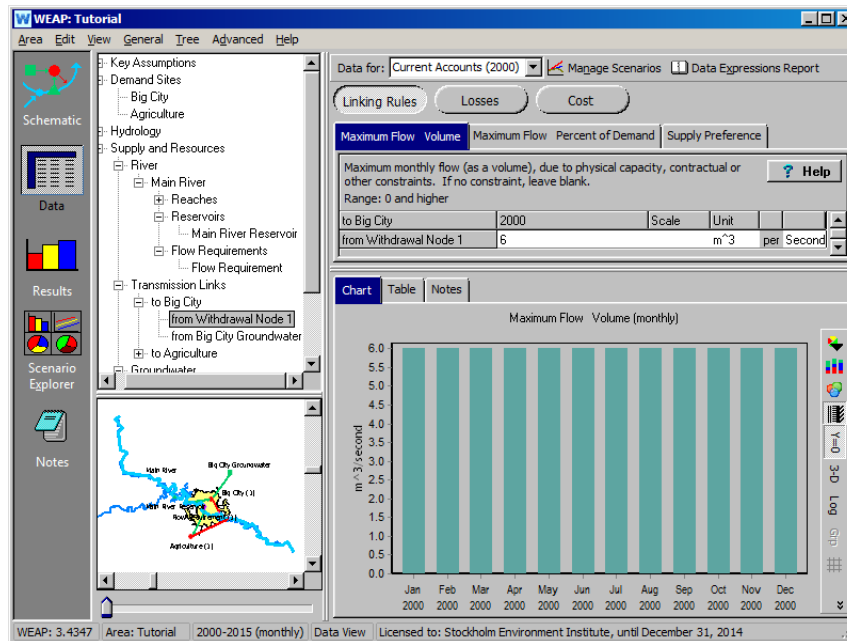 WEAP: Tutorial
Area Edit View General Tree Advanced Help
Schematic
Data
Results
Scenario
Explorer
Notes
Key Assumptions
Demand Sites
Big City
Agriculture
Hydrology
Supply and Resources
River
Main River
Reaches
Reservoirs
Main River Reservoir
Flow Requirements
Flow Requirement
Transmission Links
to Big City
from Withdrawal Node 1
from Big City Groundwater
to Agriculture
Groundwater
Main River
Big City Groundwater
Big City (1)
Main River Reservoir
Agriculture (1)
Data for: Current Accounts (2000) Manage Scenarios Data Expressions Report
Linking Rules Losses Cost
Maximum Flow Volume Maximum Flow Percent of Demand Supply Preference
Maximum monthly flow (as a volume), due to physical capacity, contractual or
other constraints. If no constraint, leave blank.
Range: 0 and higher
? Help
to Big City 2000 Scale Unit
from Withdrawal Node 1 6 m^3 per Second
Chart Table Notes
Maximum Flow Volume (monthly)
m^3/second
6.0
5.5
5.0
4.5
4.0
3.5
3.0
2.5
2.0
1.5
1.0
0.5
0.0
Jan Feb Mar Apr May Jun Jul Aug Sep Oct Nov Dec
2000 2000 2000 2000 2000 2000 2000 2000 2000 2000 2000 2000
Y=0
3-D
Log
Grp
WEAP: 3.4347 Area: Tutorial 2000-2015 (monthly) Data View Licensed to: Stockholm Environment Institute, until December 31, 2014